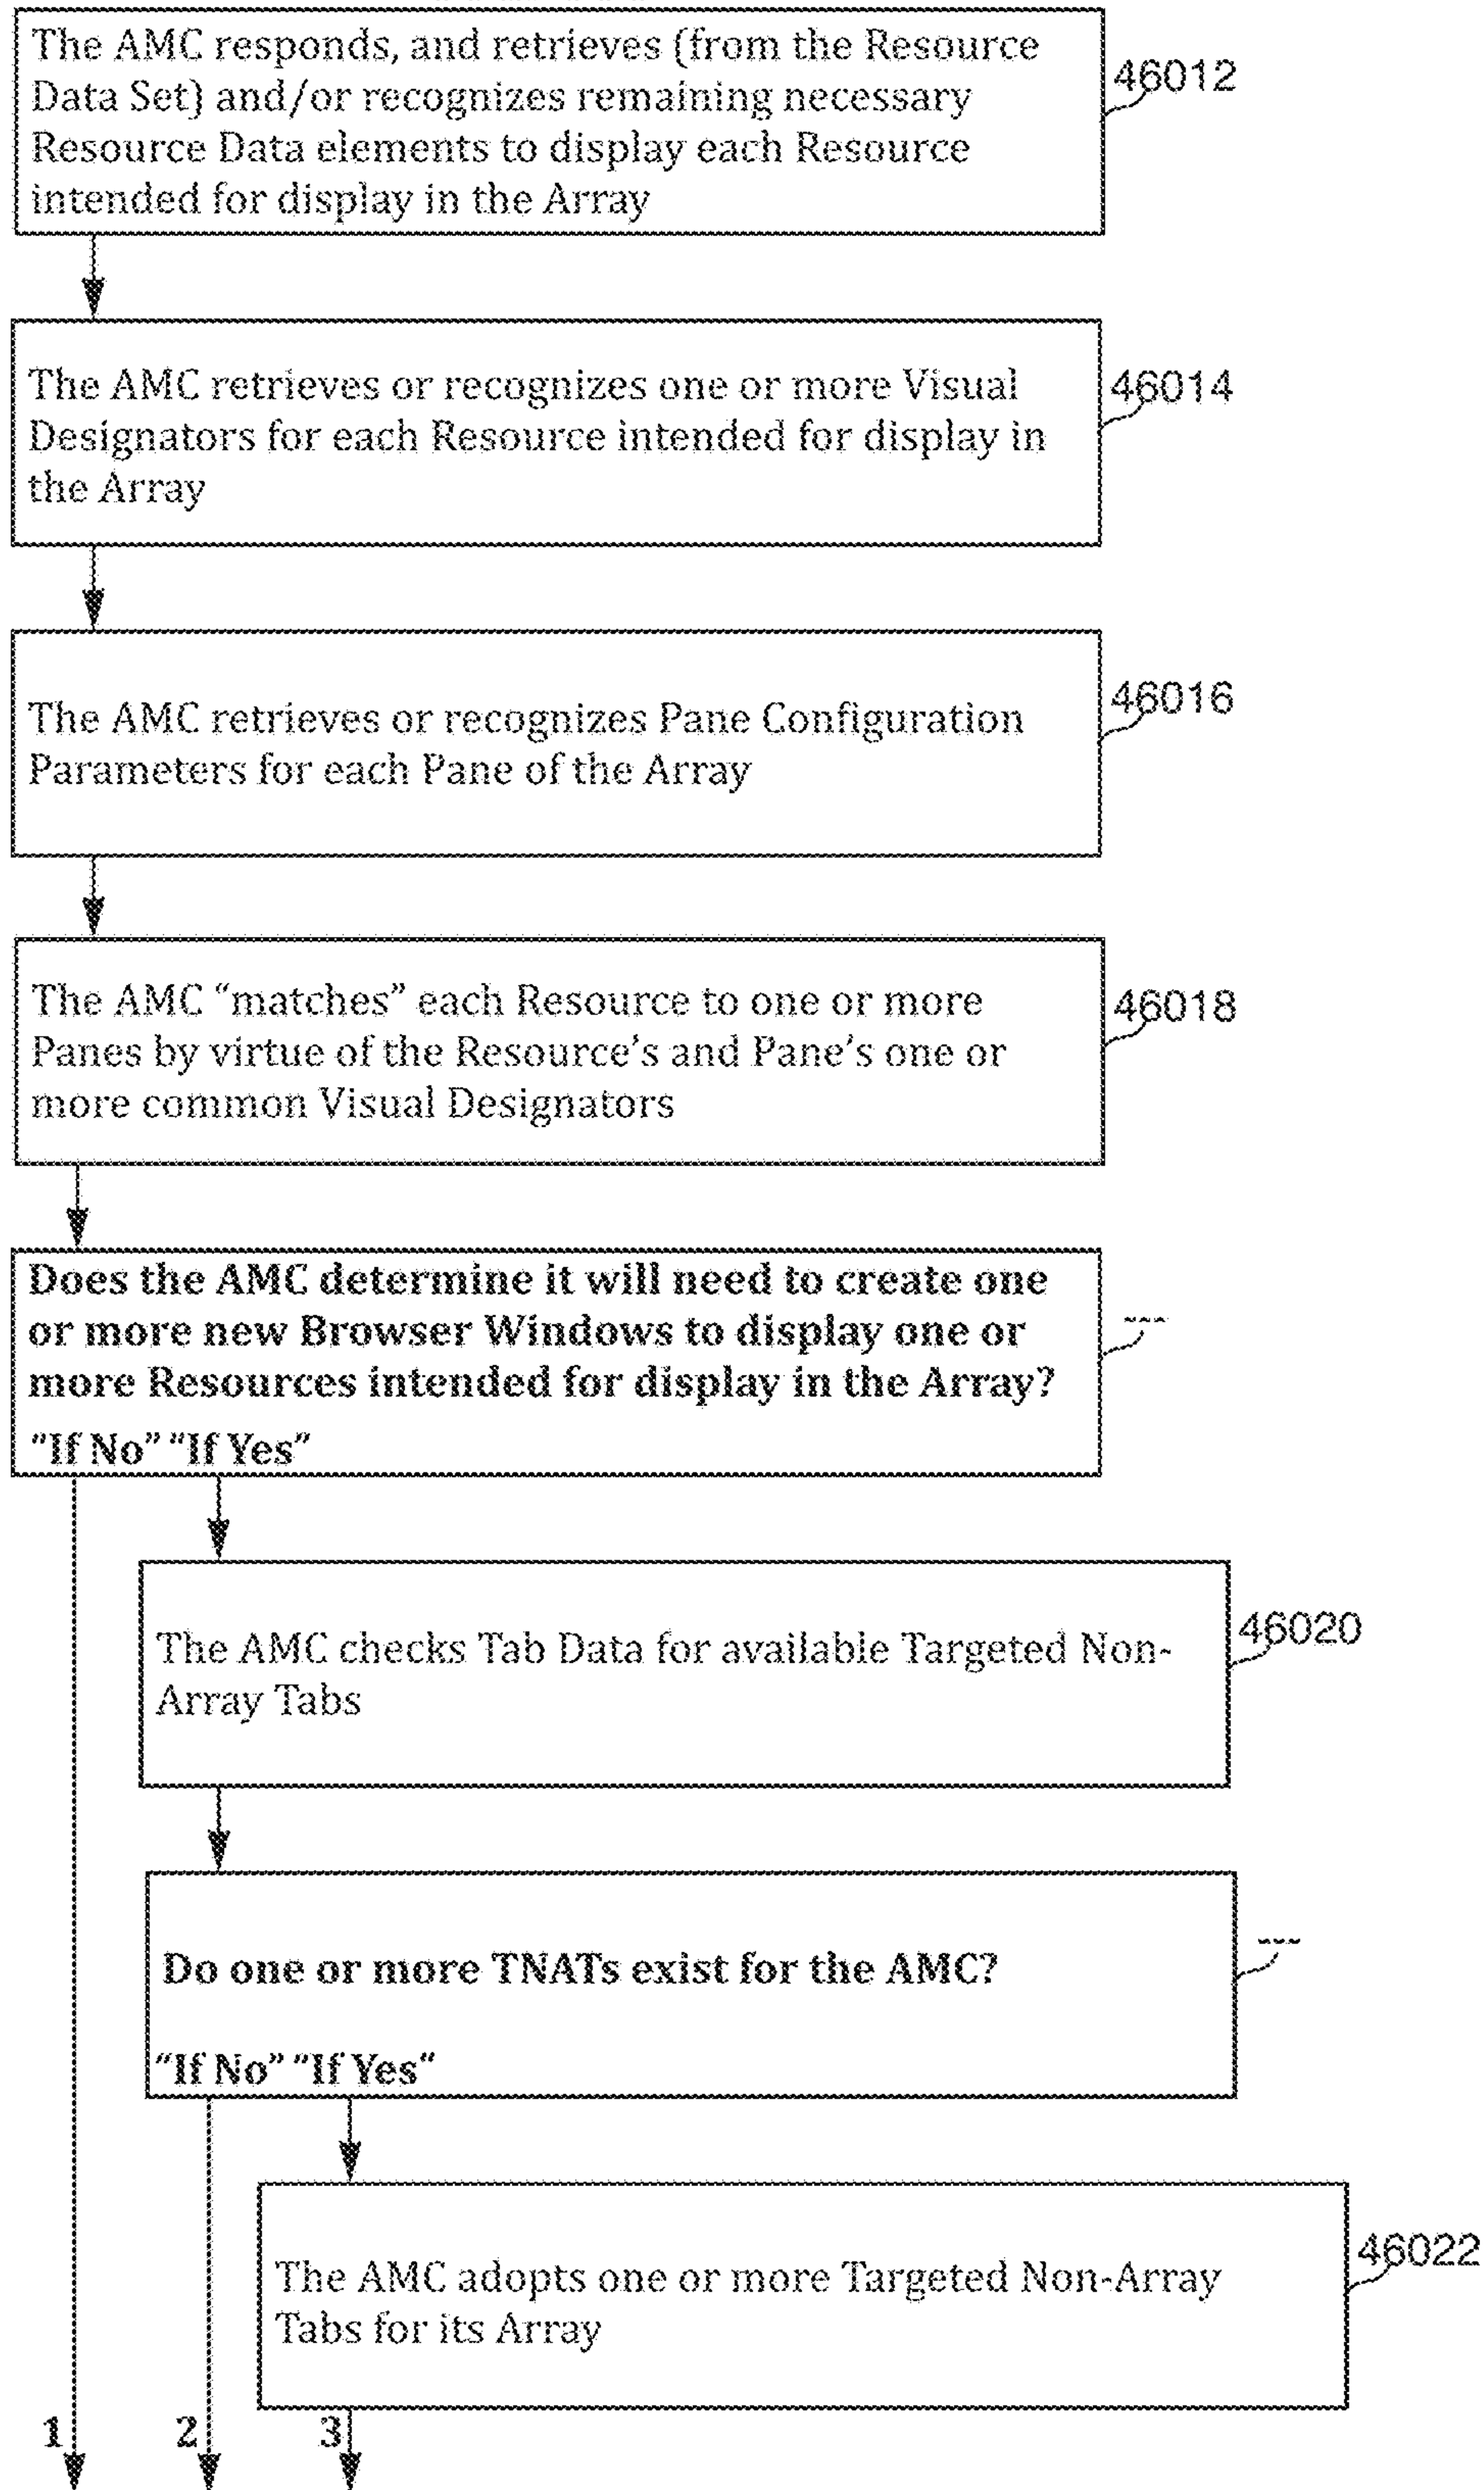 The AMC responds, and retrieves (from the Resource
Data Set) and/or recognizes remaining necessary
Resource Data elements to display each Resource
intended for display in the Array
46012
The AMC retrieves or recognizes one or more Visual
Designators for each Resource intended for display in
the Array
46014
The AMC retrieves or recognizes Pane Configuration
Parameters for each Pane of the Array
46016
The AMC “matches” each Resource to one or more
Panes by virtue of the Resource’s and Pane’s one or
more common Visual Designators
46018
Does the AMC determine it will need to create one
or more new Browser Windows to display one or
more Resources intended for display in the Array?
“If No” “If Yes”
---
The AMC checks Tab Data for available Targeted Non-
Array Tabs
46020
Do one or more TNATs exist for the AMC?
---
“If No” “If Yes“
The AMC adopts one or more Targeted Non-Array
Tabs for its Array
46022
1 2 3